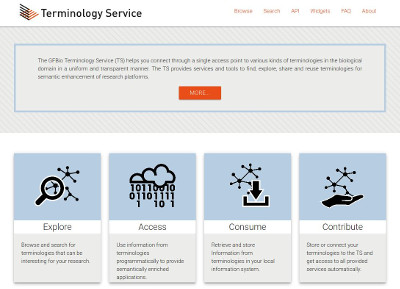 Terminology Service
Browse Search API Widgets FAQ About
The GFBio Terminology Service (TS) helps you connect through a single access point to various kinds of terminologies in the biological
domain in a uniform and transparent manner. The TS provides services and tools to find, explore, share and reuse terminologies for
semantic enhancement of research platforms.
MORE...
0110010
0110 1111
101 10 1
Explore
Browse and search for
terminologies that can be
interesting for your research.
Access
Use information from
terminologies
programmatically to provide
semantically enriched
applications.
Consume
Retrieve and store
information from
terminologies in your local
information system.
Contribute
Store or connect your
terminologies to the TS and
get access to all provided
services automatically.